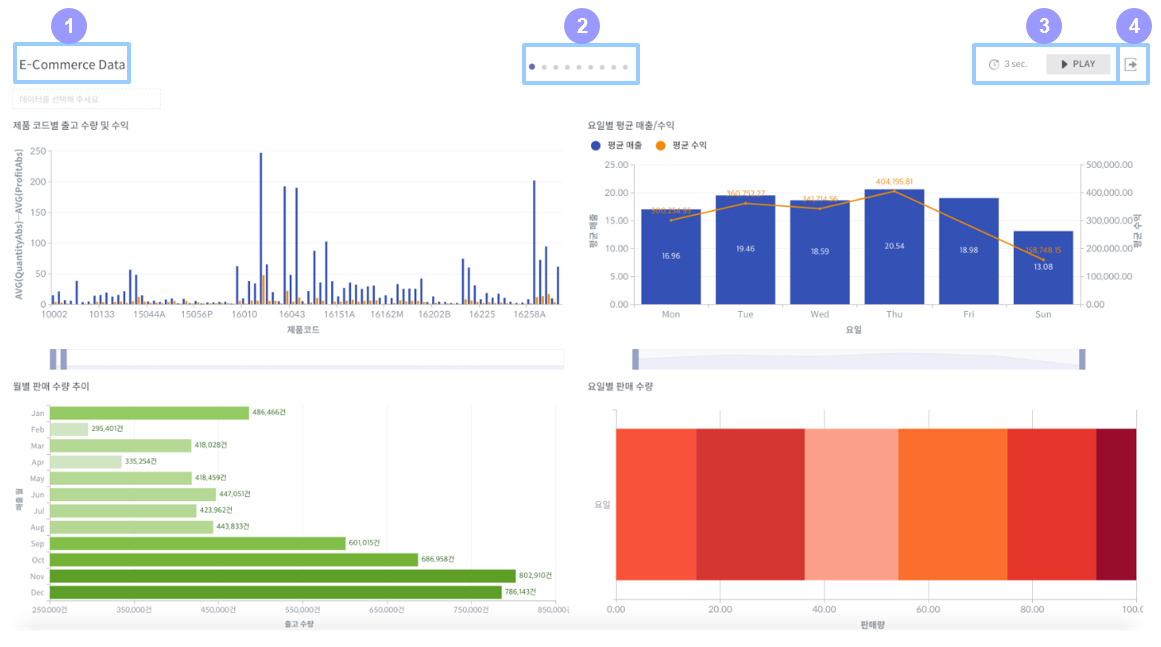 1
2
3
4
E-Commerce Data
3 sec.
PLAY
데이터를 선택해 주세요
제품 코드별 출고 수량 및 수익
AVG(QuantityAbs)—AVG(ProfitAbs)
250
200
150
100
50
0
10002 10133 15044A 15056P 16010 16043 16151A 16162M 16202B 16225 16258A
제품코드
요일별 평균 매출/수익
평균 매출 평균 수익
평균 매출
25.00
20.00
15.00
10.00
5.00
0.00
500,000.00
400,000.00
300,000.00
200,000.00
100,000.00
0.00
평균 수익
360,752.27
341,714.56
404,195.81
158,748.15
16.96
19.46
18.59
20.54
18.98
13.08
Mon Tue Wed Thu Fri Sun
요일
월별 판매 수량 추이
매출 월
Jan 486,466건
Feb 295,401건
Mar 418,028건
Apr 335,254건
May 418,459건
Jun 447,051건
Jul 423,962건
Aug 443,833건
Sep 601,015건
Oct 686,958건
Nov 802,910건
Dec 786,143건
250,000건 350,000건 450,000건 550,000건 650,000건 750,000건 850,000건
출고 수량
요일별 판매 수량
요일
0.00 20.00 40.00 60.00 80.00 100.0
판매량